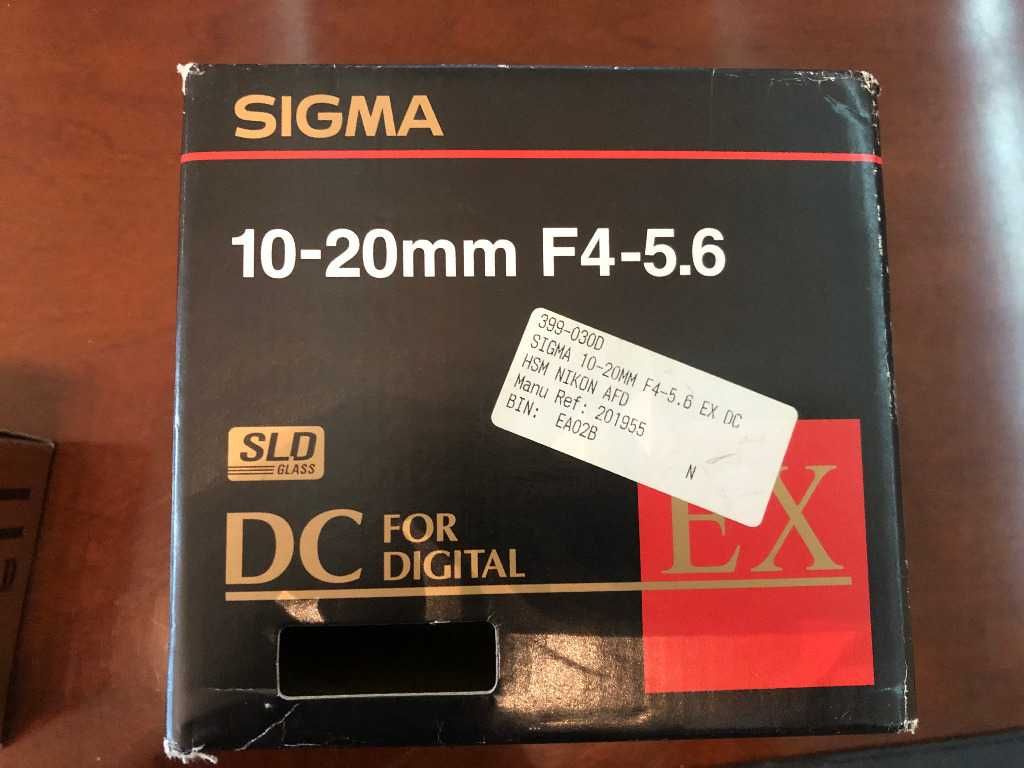 SIGMA
10-20mm F4-5.6
399-030D
SIGMA 10-20MM F4-5.6 EX DC
HSM NIKON AFD
Manu Ref: 201955
BIN: EA02B
N
SLD
GLASS
DC FOR
DIGITAL
EX